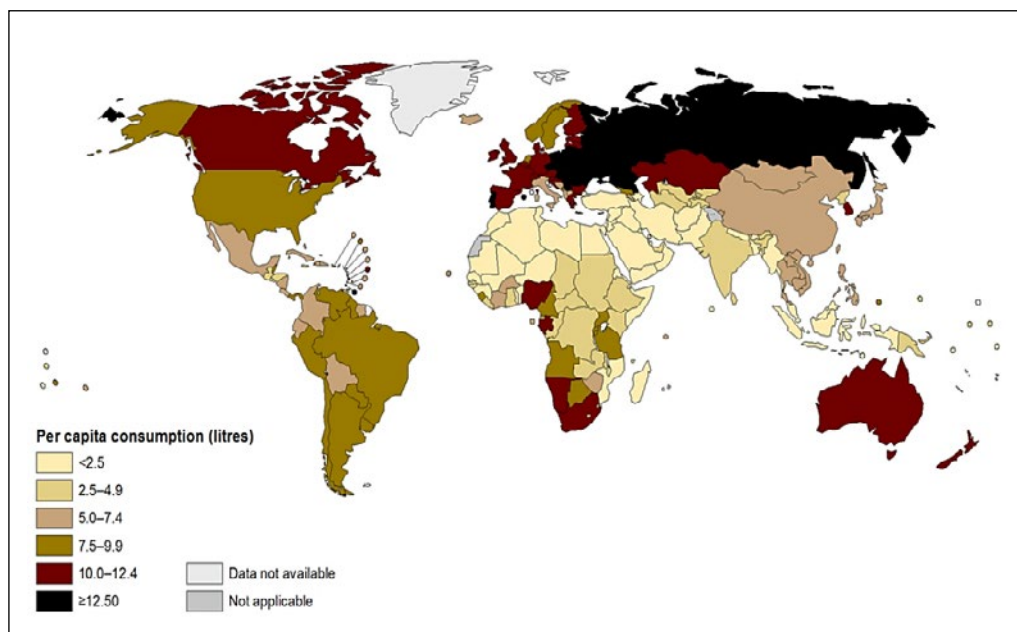 Per capita consumption (litres)
<2.5
2.5–4.9
5.0–7.4
7.5–9.9
10.0–12.4
≥12.50
Data not available
Not applicable